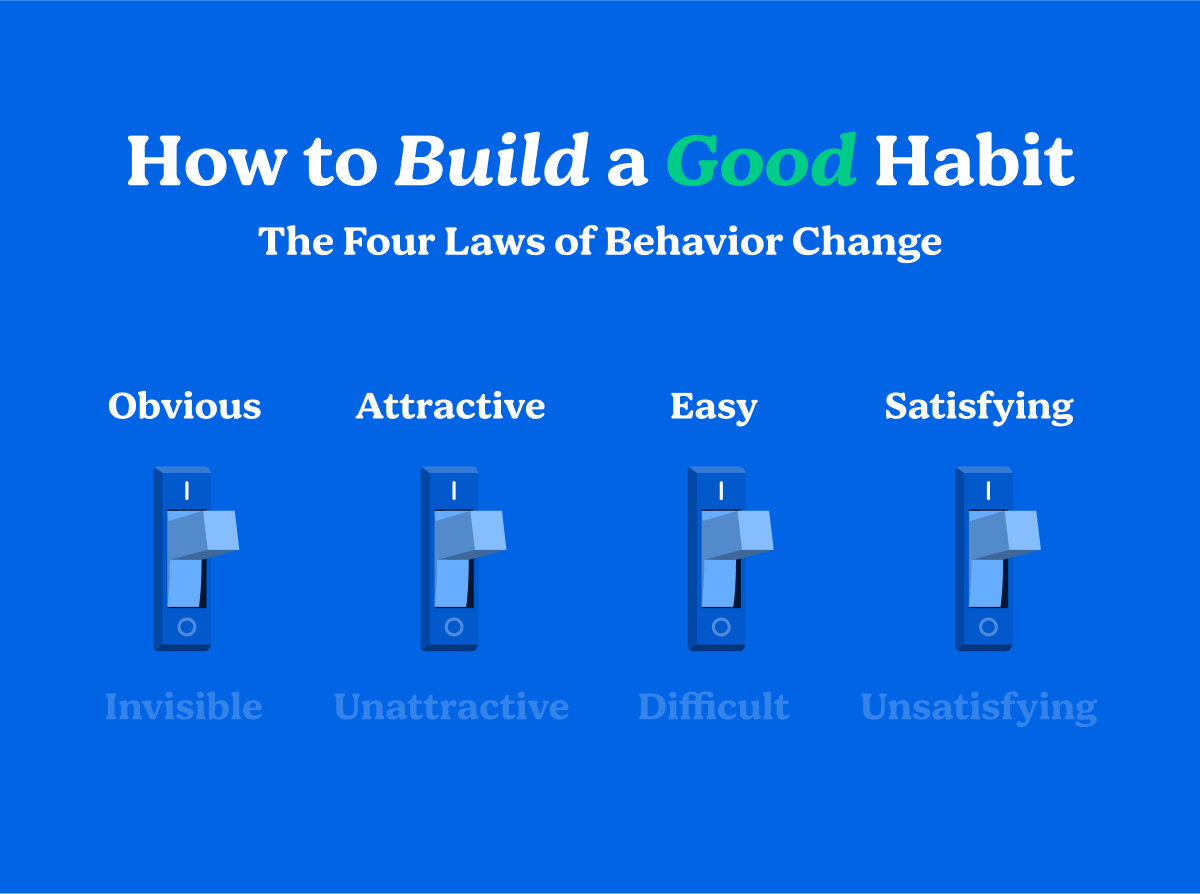 How to Build a Good Habit
The Four Laws of Behavior Change
Obvious Attractive Easy Satisfying
Invisible Unattractive Difficult Unsatisfying